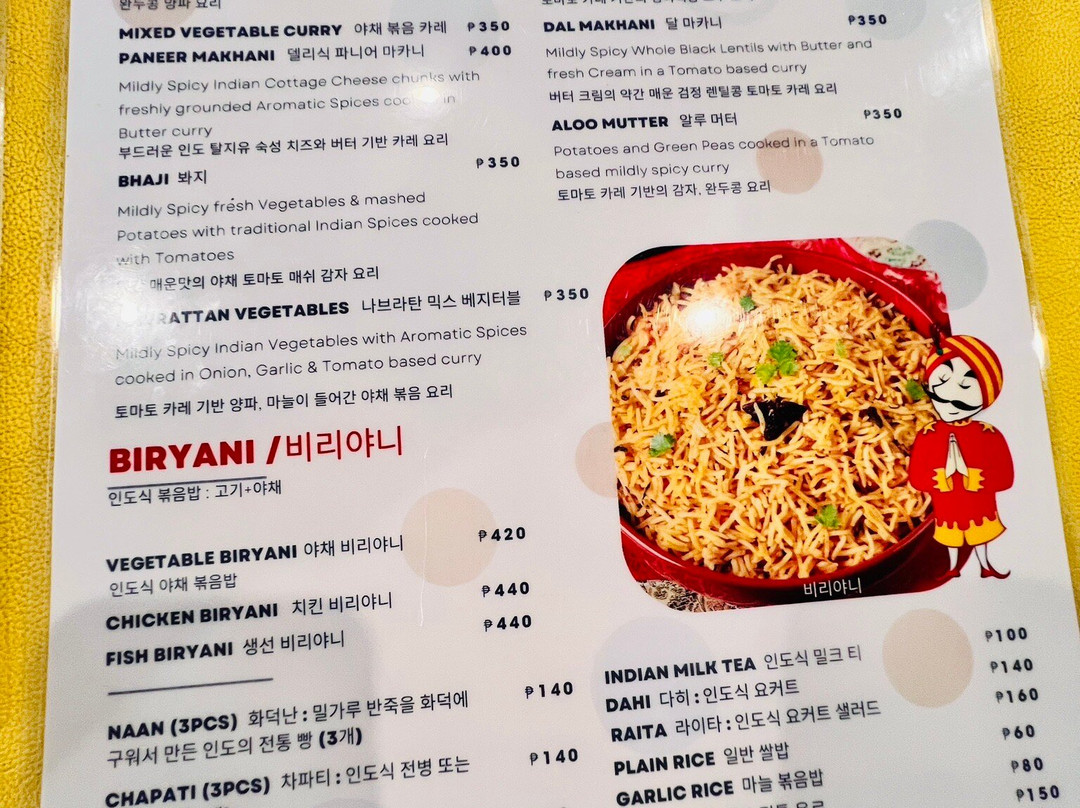 완두콩 양파 요리
MIXED VEGETABLE CURRY 야채 볶음 카레 ₱350
PANEER MAKHANI 델리식 파니어 마카니 ₱400
Mildly Spicy Indian Cottage Cheese chunks with
freshly grounded Aromatic Spices cooked in
Butter curry
부드러운 인도 탈지유 숙성 치즈와 버터 기반 카레 요리
BHAJI 봐지 ₱350
Mildly Spicy fresh Vegetables & mashed
Potatoes with traditional Indian Spices cooked
with Tomatoes
매운맛의 야채 토마토 매쉬 감자 요리
RATTAN VEGETABLES 나브라탄 믹스 베지터블 ₱350
Mildly Spicy Indian Vegetables with Aromatic Spices
cooked in Onion, Garlic & Tomato based curry
토마토 카레 기반 양파, 마늘이 들어간 야채 볶음 요리
BIRYANI /비리야니
인도식 볶음밥 : 고기+야채
VEGETABLE BIRYANI 야채 비리야니 ₱420
인도식 야채 볶음밥
CHICKEN BIRYANI 치킨 비리야니 ₱440
FISH BIRYANI 생선 비리야니 ₱440
NAAN (3PCS) 화덕난 : 밀가루 반죽을 화덕에 ₱140
구워서 만든 인도의 전통 빵 (3개)
CHAPATI (3PCS) 차파티 : 인도식 전병 또는 ₱140
DAL MAKHANI 달 마카니 ₱350
Mildly Spicy Whole Black Lentils with Butter and
fresh Cream in a Tomato based curry
버터 크림의 약간 매운 검정 렌틸콩 토마토 카레 요리
ALOO MUTTER 알루 머터 ₱350
Potatoes and Green Peas cooked in a Tomato
based mildly spicy curry
토마토 카레 기반의 감자, 완두콩 요리
비리야니
INDIAN MILK TEA 인도식 밀크 티 ₱100
DAHI 다히 : 인도식 요커트 ₱140
RAITA 라이타 : 인도식 요커트 샐러드 ₱160
PLAIN RICE 일반 쌀밥 ₱60
GARLIC RICE 마늘 볶음밥 ₱80
₱150